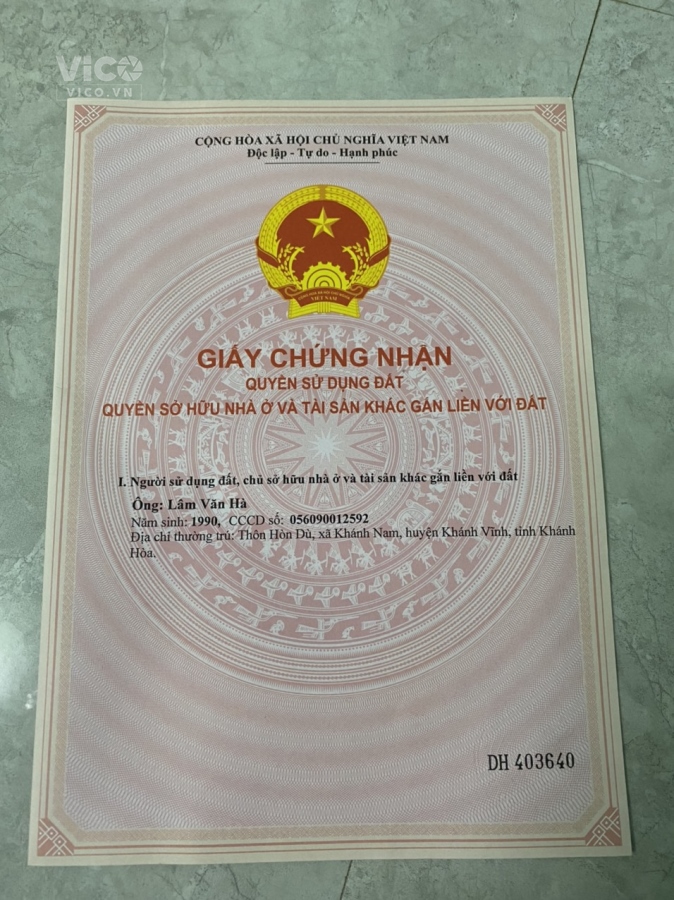 VICO
VICO.VN
CỘNG HÒA XÃ HỘI CHỦ NGHĨA VIỆT NAM
Độc lập - Tự do - Hạnh phúc
VIỆT NAM
GIẤY CHỨNG NHẬN
QUYỀN SỬ DỤNG ĐẤT
QUYỀN SỞ HỮU NHÀ Ở VÀ TÀI SẢN KHÁC GẮN LIỀN VỚI ĐẤT
I. Người sử dụng đất, chủ sở hữu nhà ở và tài sản khác gắn liền với đất
Ông: Lâm Văn Hà
Năm sinh: 1990, CCCD số: 056090012592
Địa chỉ thường trú: Thôn Hòn Dù, xã Khánh Nam, huyện Khánh Vĩnh, tỉnh Khánh
Hòa.
DH 403640